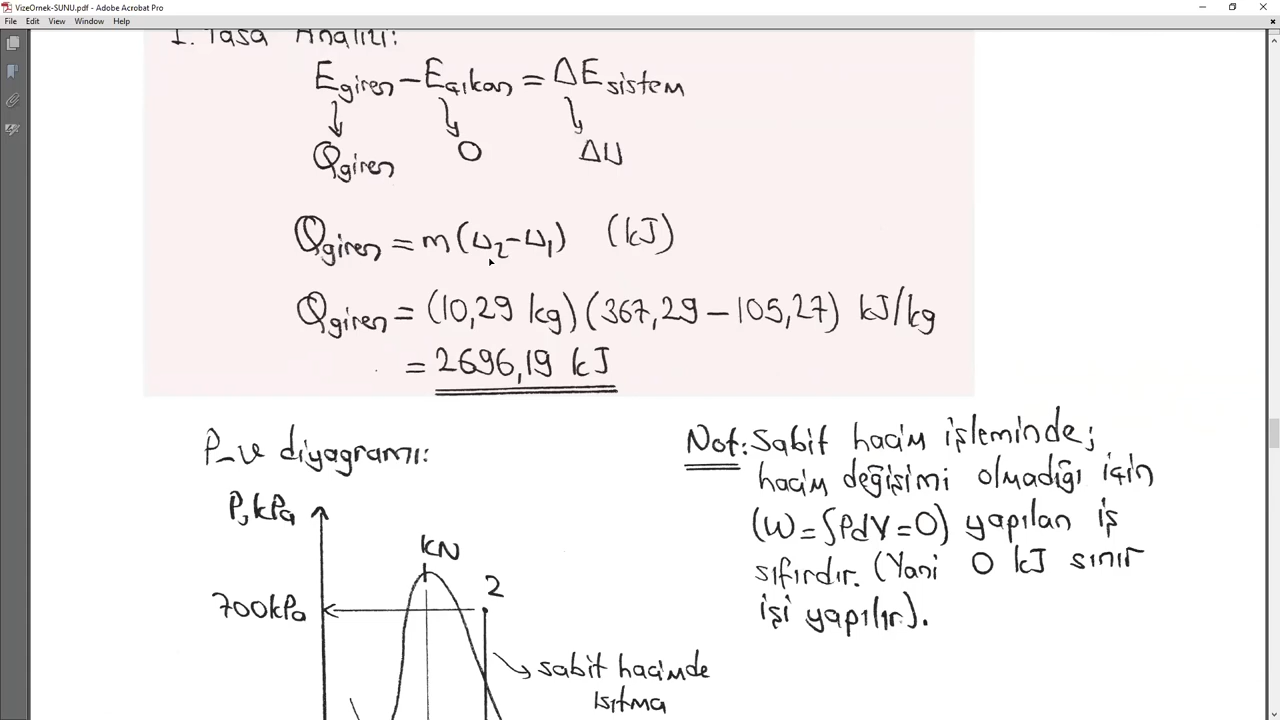 VizeOrnek-SUNU.pdf - Adobe Acrobat Pro
File Edit View Window Help
I. Yasa Analizi:
Egiren - Eçıkan = ΔEsistem
Qgiren 0 ΔU
Qgiren = m(u2-u1) (kJ)
Qgiren = (10,29 kg)(367,29 - 105,27) kJ/kg
= 2696,19 kJ
P-v diyagramı:
P,kPa
KN
2
700kPa
sabit hacimde
ısıtma
Not: Sabit hacim işleminde;
hacim değişimi olmadığı için
(W=∫PdV=0) yapılan iş
sıfırdır. (Yani 0 kJ sınır
işi yapılır).